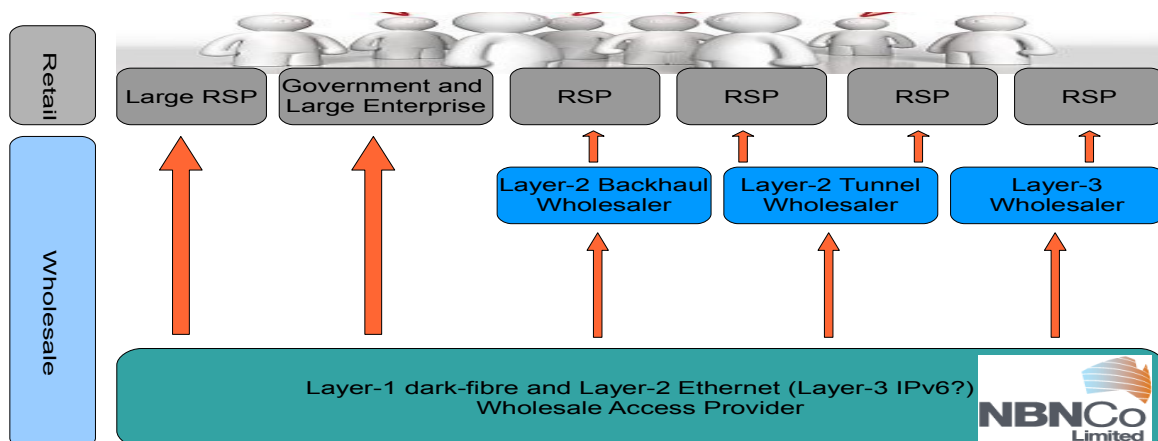 Retail
Large RSP
Government and
Large Enterprise
RSP
RSP
RSP
RSP
Wholesale
Layer-2 Backhaul
Wholesaler
Layer-2 Tunnel
Wholesaler
Layer-3
Wholesaler
Layer-1 dark-fibre and Layer-2 Ethernet (Layer-3 IPv6?)
Wholesale Access Provider
NBNCo
Limited